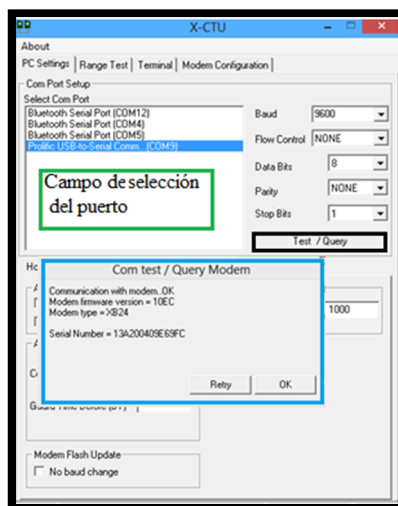 X-CTU
About
PC Settings Range Test Terminal Modem Configuration
Com Port Setup
Select Com Port
Bluetooth Serial Port (COM12)
Bluetooth Serial Port (COM4)
Bluetooth Serial Port (COM5)
Prolific USB-to-Serial Comm... (COM9)
Campo de selección
del puerto
Baud 9600
Flow Control NONE
Data Bits 8
Parity NONE
Stop Bits 1
Test / Query
Com test / Query Modem
Communication with modem..OK
Modem firmware version = 10EC
Modem type = XB24
Serial Number = 13A200409E69FC
Retry OK
1000
Modem Flash Update
No baud change